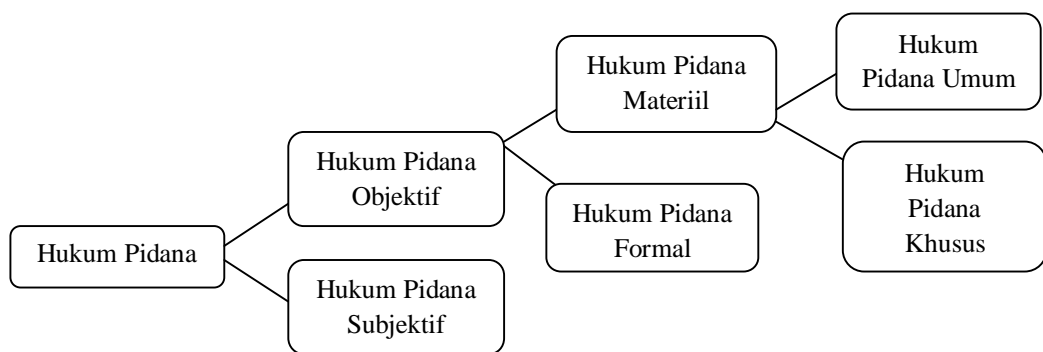 Hukum
Pidana Umum
Hukum Pidana
Materiil
Hukum Pidana
Objektif
Hukum
Pidana
Khusus
Hukum Pidana
Formal
Hukum Pidana
Hukum Pidana
Subjektif